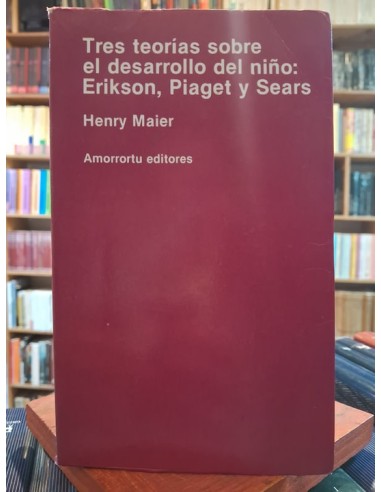 Tres teorías sobre
el desarrollo del niño:
Erikson, Piaget y Sears
Henry Maier
Amorrortu editores